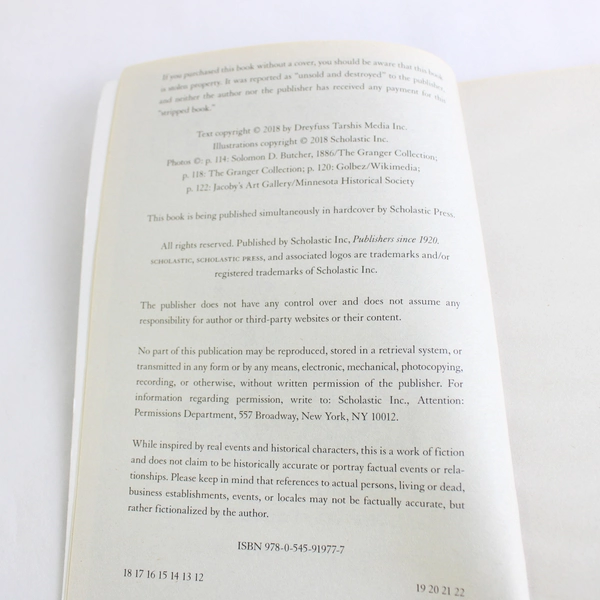 If you purchased this book without a cover, you should be aware that this book
is stolen property. It was reported as "unsold and destroyed" to the publisher,
and neither the author nor the publisher has received any payment for this
"stripped book."
Text copyright © 2018 by Dreyfuss Tarshis Media Inc.
Illustrations copyright © 2018 Scholastic Inc.
Photos ©: p. 114: Solomon D. Butcher, 1886/The Granger Collection;
p. 118: The Granger Collection; p. 120: Golbez/Wikimedia;
p. 122: Jacoby's Art Gallery/Minnesota Historical Society
This book is being published simultaneously in hardcover by Scholastic Press.
All rights reserved. Published by Scholastic Inc, Publishers since 1920.
SCHOLASTIC, SCHOLASTIC PRESS, and associated logos are trademarks and/or
registered trademarks of Scholastic Inc.
The publisher does not have any control over and does not assume any
responsibility for author or third-party websites or their content.
No part of this publication may be reproduced, stored in a retrieval system, or
transmitted in any form or by any means, electronic, mechanical, photocopying,
recording, or otherwise, without written permission of the publisher. For
information regarding permission, write to: Scholastic Inc., Attention:
Permissions Department, 557 Broadway, New York, NY 10012.
While inspired by real events and historical characters, this is a work of fiction
and does not claim to be historically accurate or portray factual events or rela-
tionships. Please keep in mind that references to actual persons, living or dead,
business establishments, events, or locales may not be factually accurate, but
rather fictionalized by the author.
ISBN 978-0-545-91977-7
18 17 16 15 14 13 12
19 20 21 22